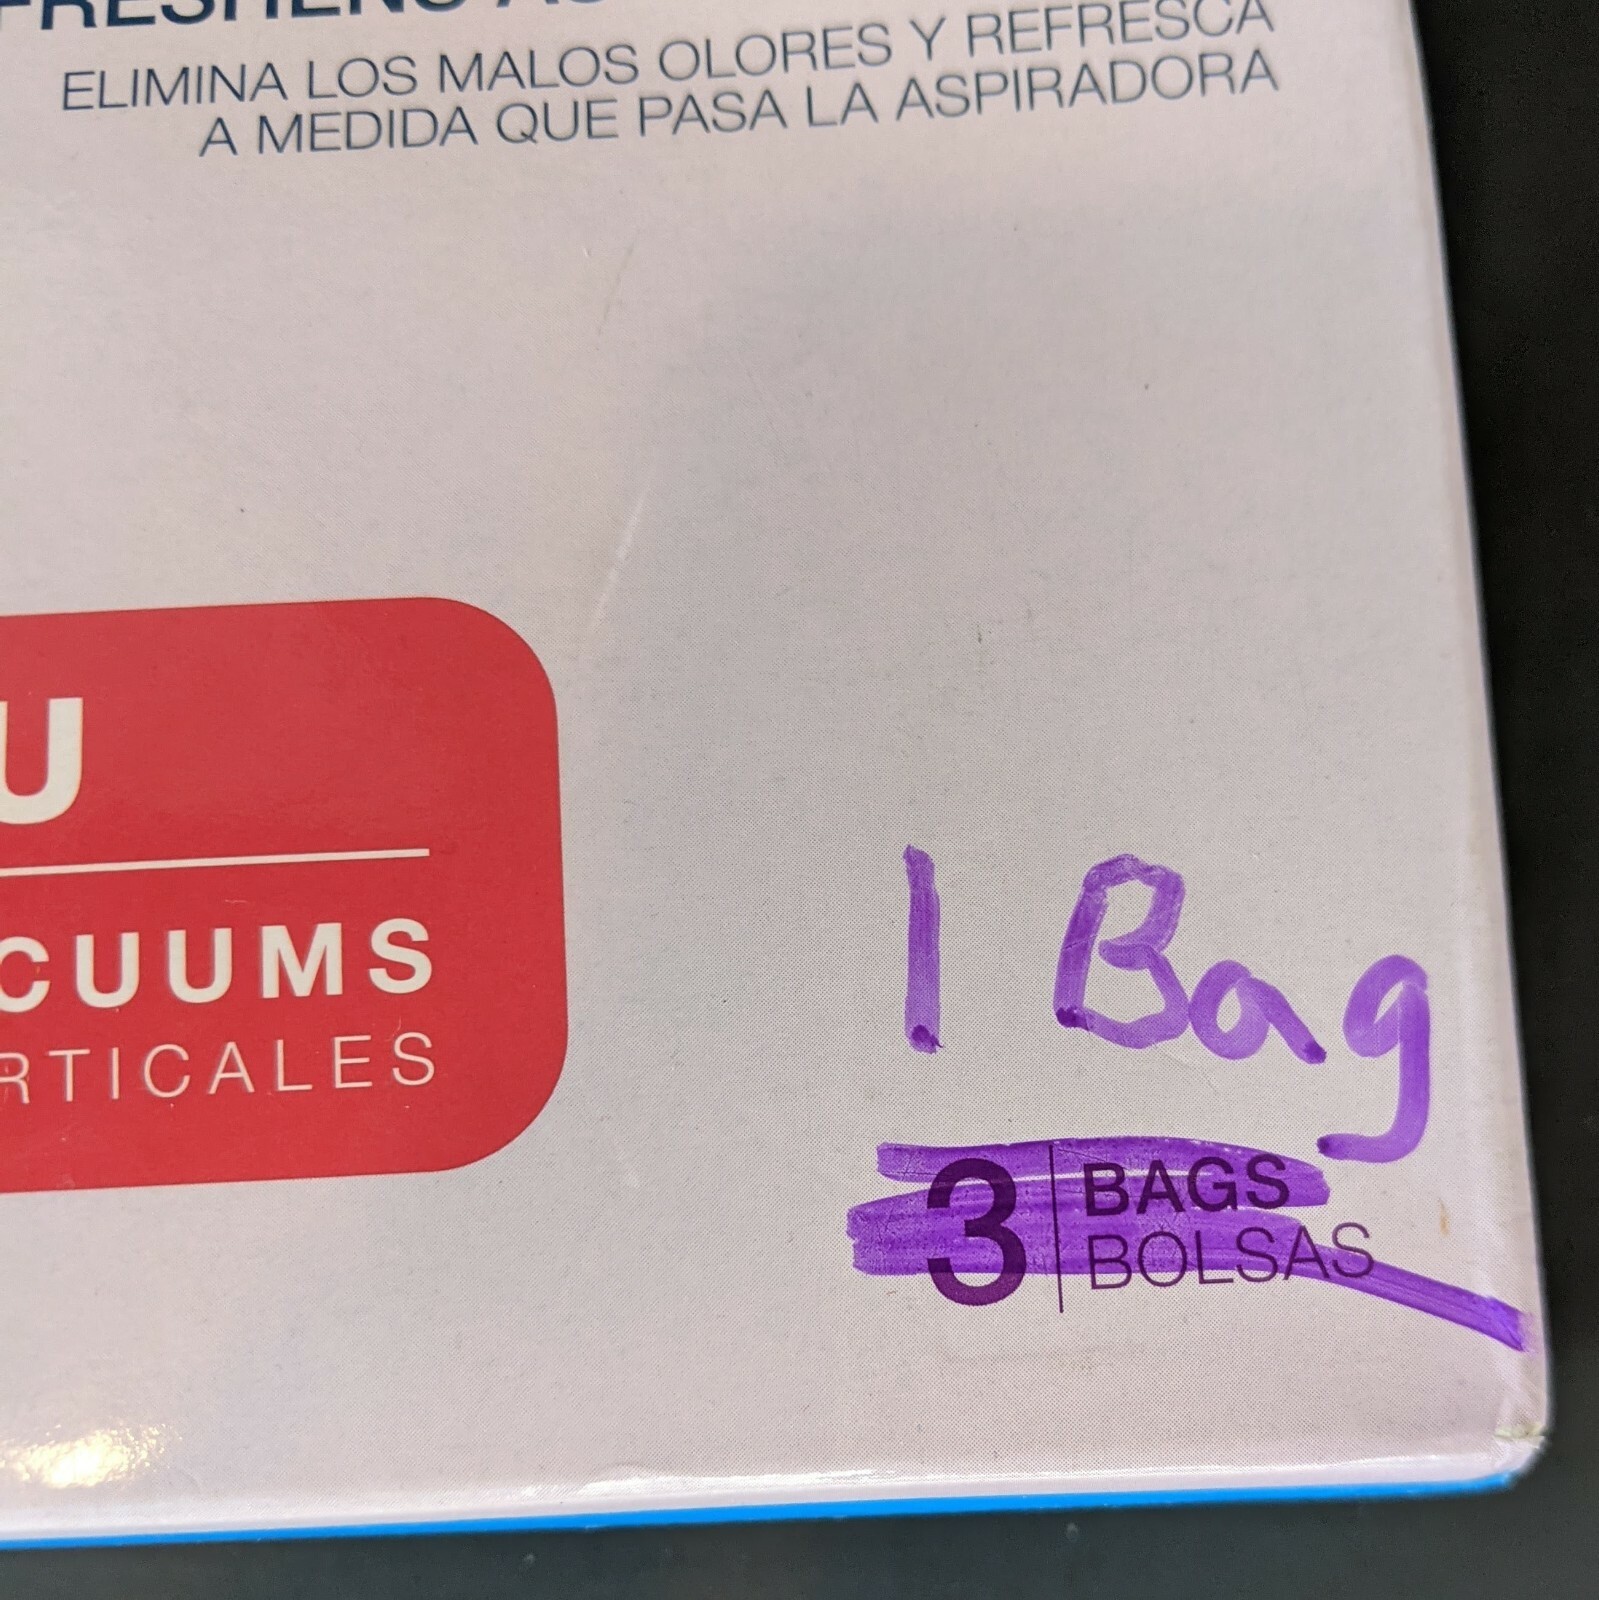 ELIMINA LOS MALOS OLORES Y REFRESCA
A MEDIDA QUE PASA LA ASPIRADORA
U
CUUMS
RTICALES
1 Bag
3 BAGS
BOLSAS